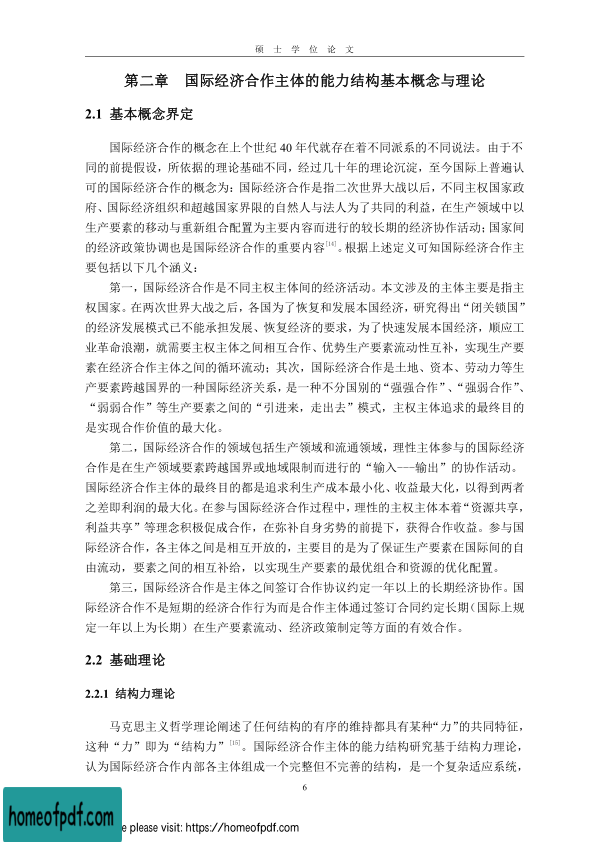 硕 士 学 位 论 文
第二章 国际经济合作主体的能力结构基本概念与理论
2.1 基本概念界定
国际经济合作的概念在上个世纪 40 年代就存在着不同派系的不同说法。由于不
同的前提假设，所依据的理论基础不同，经过几十年的理论沉淀，至今国际上普遍认
可的国际经济合作的概念为：国际经济合作是指二次世界大战以后，不同主权国家政
府、国际经济组织和超越国家界限的自然人与法人为了共同的利益，在生产领域中以
生产要素的移动与重新组合配置为主要内容而进行的较长期的经济协作活动；国家间
的经济政策协调也是国际经济合作的重要内容[14]。根据上述定义可知国际经济合作主
要包括以下几个涵义：
第一，国际经济合作是不同主权主体间的经济活动。本文涉及的主体主要是指主
权国家。在两次世界大战之后，各国为了恢复和发展本国经济，研究得出“闭关锁国”
的经济发展模式已不能承担发展、恢复经济的要求，为了快速发展本国经济，顺应工
业革命浪潮，就需要主权主体之间相互合作、优势生产要素流动性互补，实现生产要
素在经济合作主体之间的循环流动；其次，国际经济合作是土地、资本、劳动力等生
产要素跨越国界的一种国际经济关系，是一种不分国别的“强强合作”、“强弱合作”、
“弱弱合作”等生产要素之间的“引进来，走出去”模式，主权主体追求的最终目的
是实现合作价值的最大化。
第二，国际经济合作的领域包括生产领域和流通领域，理性主体参与的国际经济
合作是在生产领域要素跨越国界或地域限制而进行的“输入---输出”的协作活动。
国际经济合作主体的最终目的都是追求利生产成本最小化、收益最大化，以得到两者
之差即利润的最大化。在参与国际经济合作过程中，理性的主权主体本着“资源共享，
利益共享”等理念积极促成合作，在弥补自身劣势的前提下，获得合作收益。参与国
际经济合作，各主体之间是相互开放的，主要目的是为了保证生产要素在国际间的自
由流动，要素之间的相互补给，以实现生产要素的最优组合和资源的优化配置。
第三，国际经济合作是主体之间签订合作协议约定一年以上的长期经济协作。国
际经济合作不是短期的经济合作行为而是合作主体通过签订合同约定长期（国际上规
定一年以上为长期）在生产要素流动、经济政策制定等方面的有效合作。
2.2 基础理论
2.2.1 结构力理论
马克思主义哲学理论阐述了任何结构的有序的维持都具有某种“力”的共同特征，
这种“力”即为“结构力”[15]。国际经济合作主体的能力结构研究基于结构力理论，
认为国际经济合作内部各主体组成一个完整但不完善的结构，是一个复杂适应系统，
6
homeofpdf.com
e please visit: https://homeofpdf.com